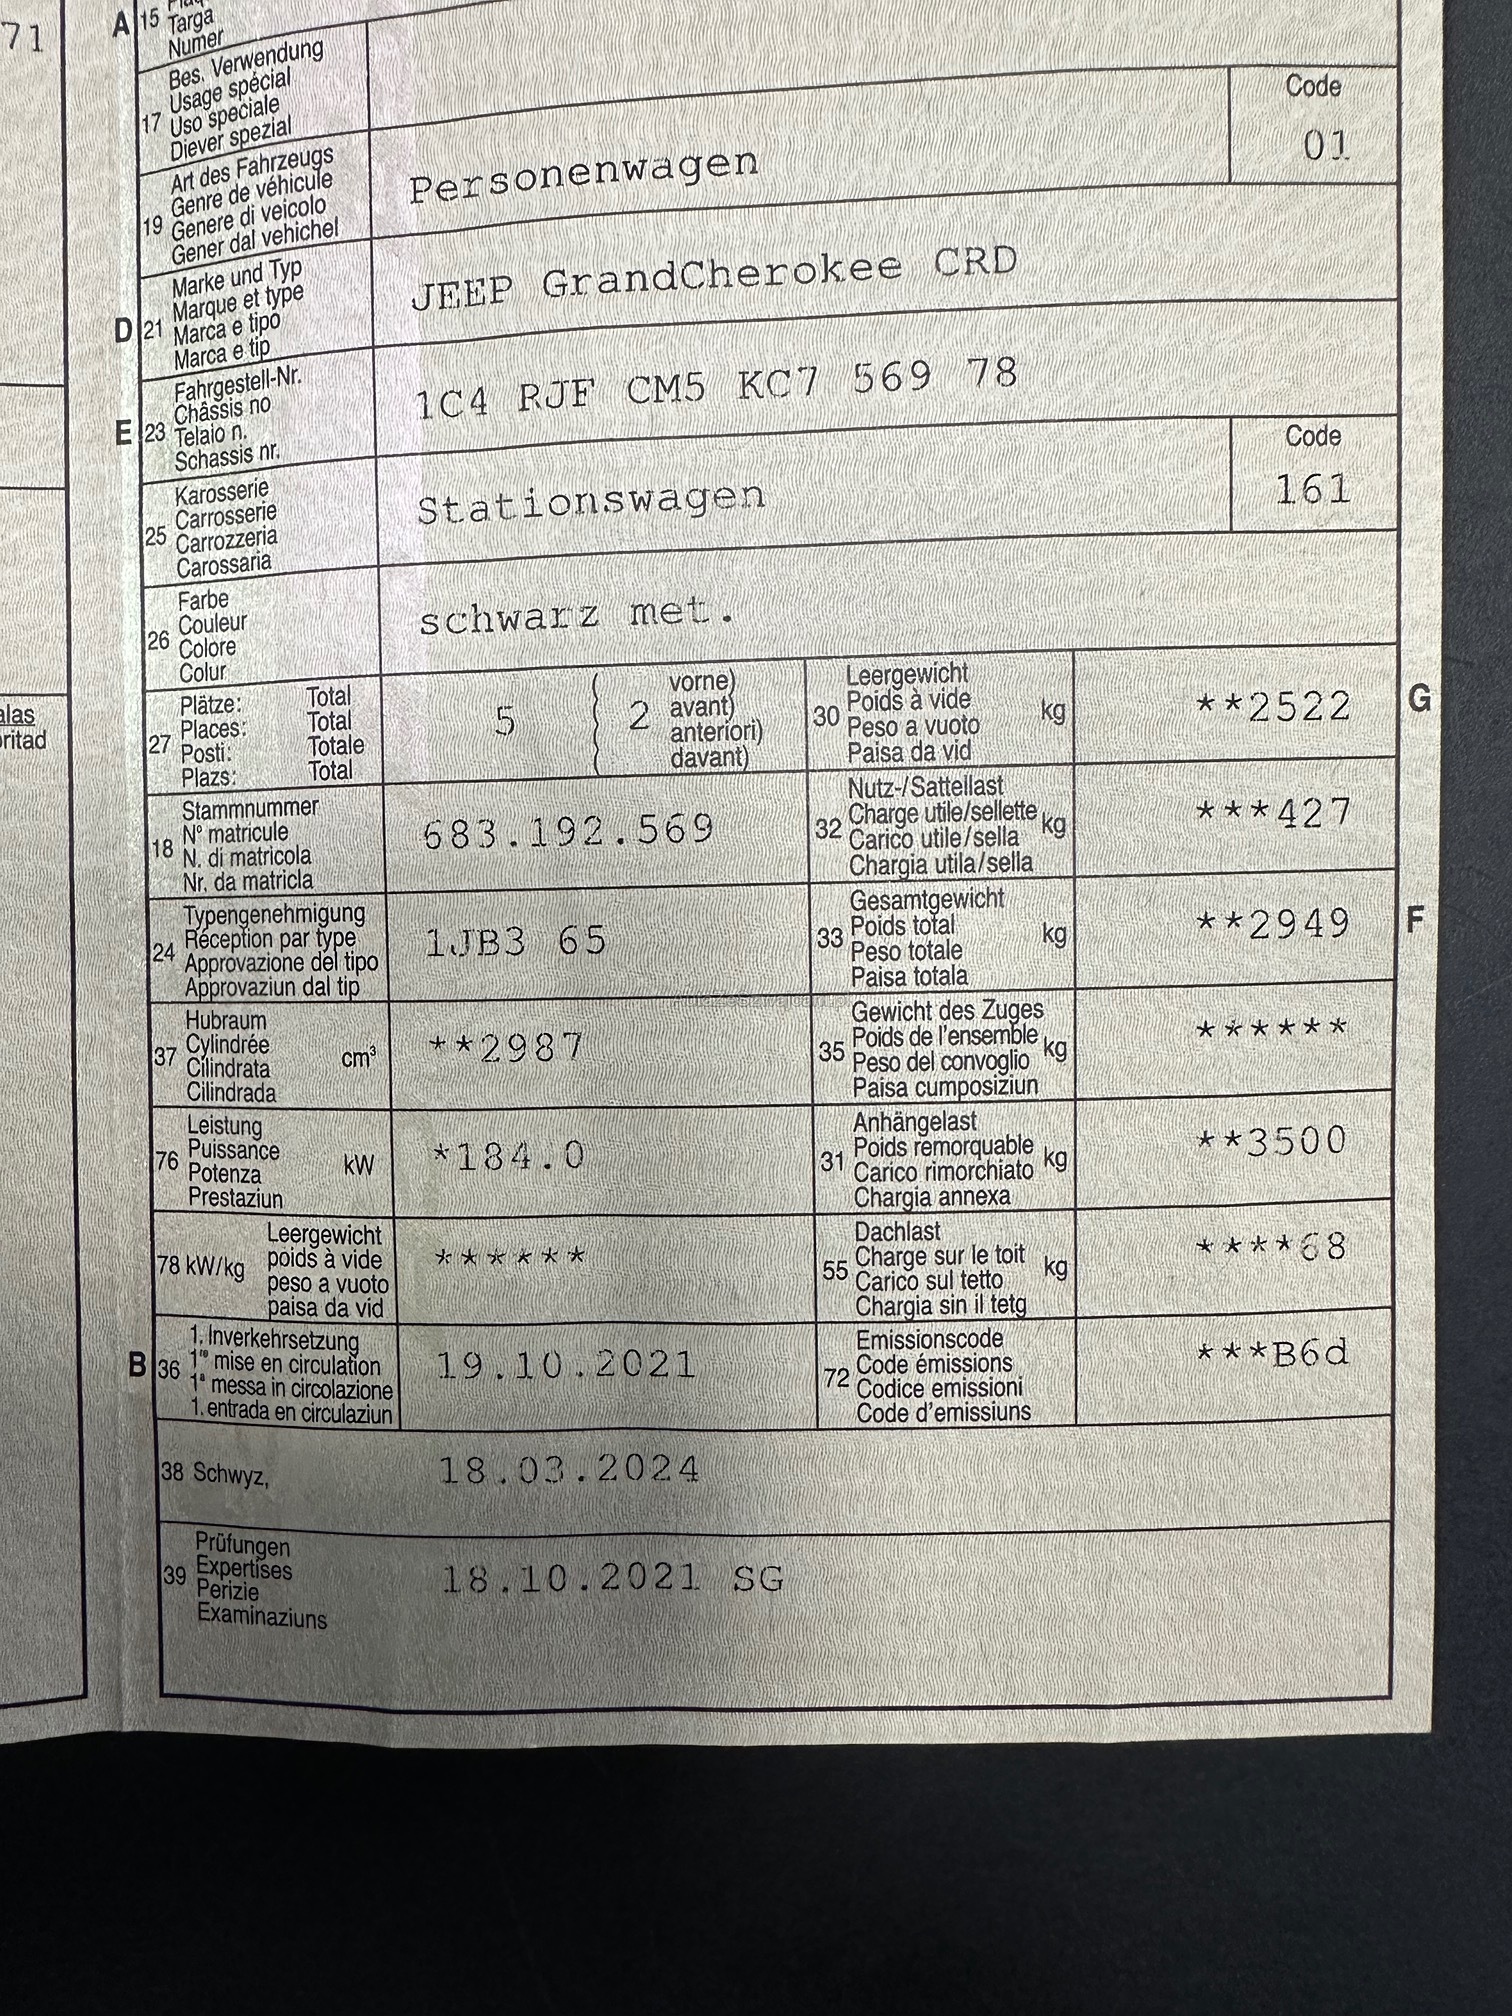 71
A 15 Targa
Numer
17 Bes. Verwendung
Usage spécial
Uso speciale
Diever spezial
19 Art des Fahrzeugs
Genre de véhicule
Genere di veicolo
Gener dal vehichel
Personenwagen
Code
01
D 21 Marke und Typ
Marque et type
Marca e tipo
Marca e tip
JEEP GrandCherokee CRD
E 23 Fahrgestell-Nr.
Châssis no
Telaio n.
Schassis nr.
1C4 RJF CM5 KC7 569 78
25 Karosserie
Carrosserie
Carrozzeria
Carossaria
Stationswagen
Code
161
26 Farbe
Couleur
Colore
Colur
schwarz met.
alas
oritad
27 Plätze: Total
Places: Total
Posti: Totale
Plazs: Total
5
2 vorne)
avant)
anteriori)
davant)
30 Leergewicht
Poids à vide
Peso a vuoto
Paisa da vid
kg
**2522
G
18 Stammnummer
N° matricule
N. di matricola
Nr. da matricla
683.192.569
32 Nutz-/Sattellast
Charge utile/sellette
Carico utile/sella
Chargia utila/sella
kg
***427
24 Typengenehmigung
Réception par type
Approvazione del tipo
Approvaziun dal tip
1JB3 65
33 Gesamtgewicht
Poids total
Peso totale
Paisa totala
kg
**2949
F
37 Hubraum
Cylindrée
Cilindrata
Cilindrada
cm³
**2987
35 Gewicht des Zuges
Poids de l'ensemble
Peso del convoglio
Paisa cumposiziun
kg
******
76 Leistung
Puissance
Potenza
Prestaziun
kW
*184.0
31 Anhängelast
Poids remorquable
Carico rimorchiato
Chargia annexa
kg
**3500
78 kW/kg Leergewicht
poids à vide
peso a vuoto
paisa da vid
******
55 Dachlast
Charge sur le toit
Carico sul tetto
Chargia sin il tetg
kg
****68
B 36 1. Inverkehrsetzung
1re mise en circulation
1a messa in circolazione
1. entrada en circulaziun
19.10.2021
72 Emissionscode
Code émissions
Codice emissioni
Code d'emissiuns
***B6d
38 Schwyz,
18.03.2024
39 Prüfungen
Expertises
Perizie
Examinaziuns
18.10.2021 SG